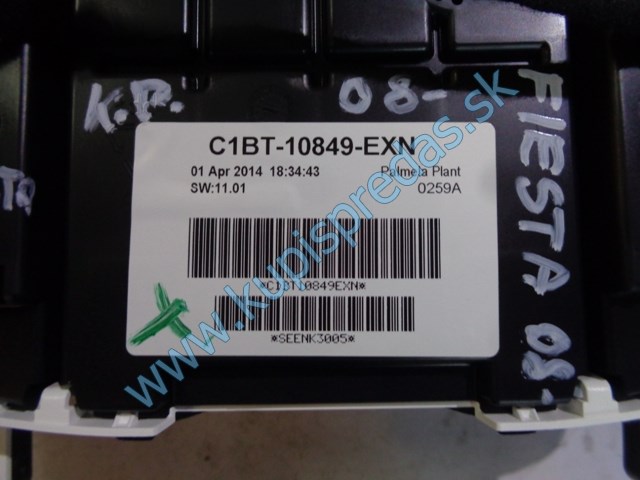 K.P.
08-
C1BT-10849-EXN
01 Apr 2014 18:34:43 Palmela Plant
SW:11.01 0259A
*C1BT10849EXN*
*SEENK3005*
FIESTA 08-
www.kupispredas.sk